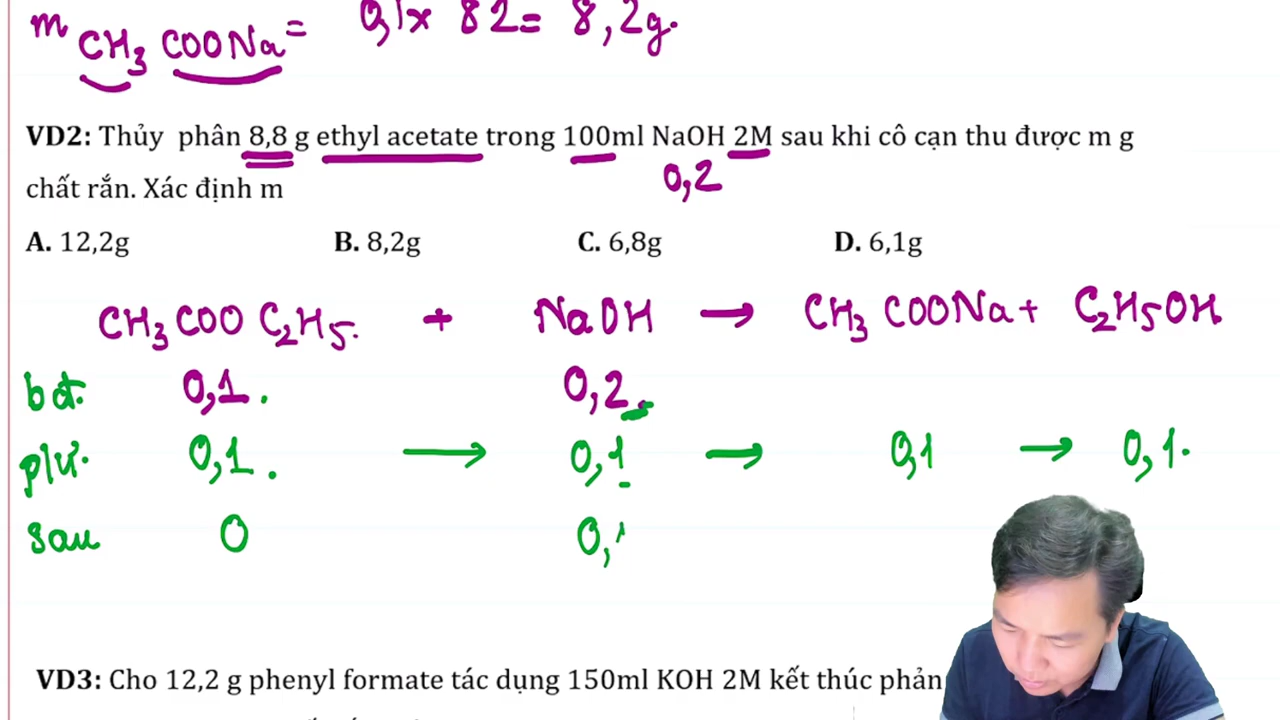 m CH₃COONa = 0,1 x 82 = 8,2g.
VD2: Thủy phân 8,8 g ethyl acetate trong 100ml NaOH 2M sau khi cô cạn thu được m g
0,2
chất rắn. Xác định m
A. 12,2g B. 8,2g C. 6,8g D. 6,1g
CH₃COOC₂H₅. + NaOH → CH₃COONa + C₂H₅OH
bđ: 0,1. 0,2.
p/ư: 0,1. → 0,1 → 0,1 → 0,1.
sau 0 0,1
VD3: Cho 12,2 g phenyl formate tác dụng 150ml KOH 2M kết thúc phản